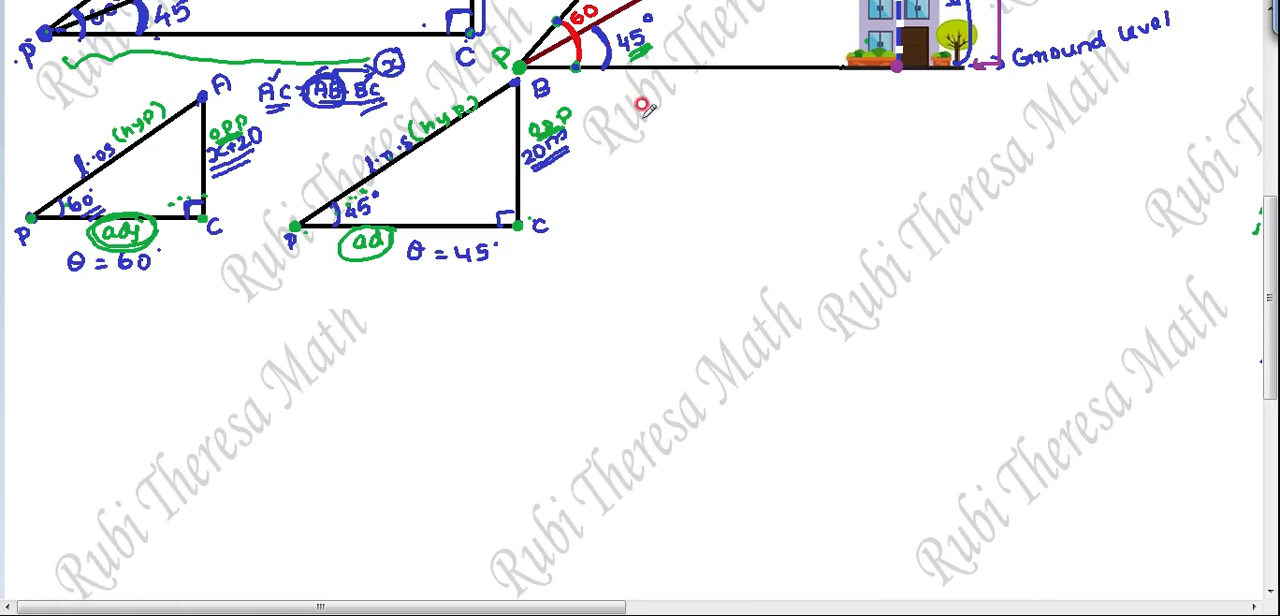 60°
45
P
C
60
45°
P
Ground level
A
AC = AB + BC
x
B
l.o.s (hyp)
opp
x+20
l.o.s (hyp)
opp
20m
60°
45°
P
adj
C
P
adj
C
θ = 60°
θ = 45°
Rubi Theresa Math
Rubi Theresa Math
Rubi Theresa Math
Rubi Theresa Math
Rubi Theresa Math
Rubi Theresa Math
Rubi Theresa Math